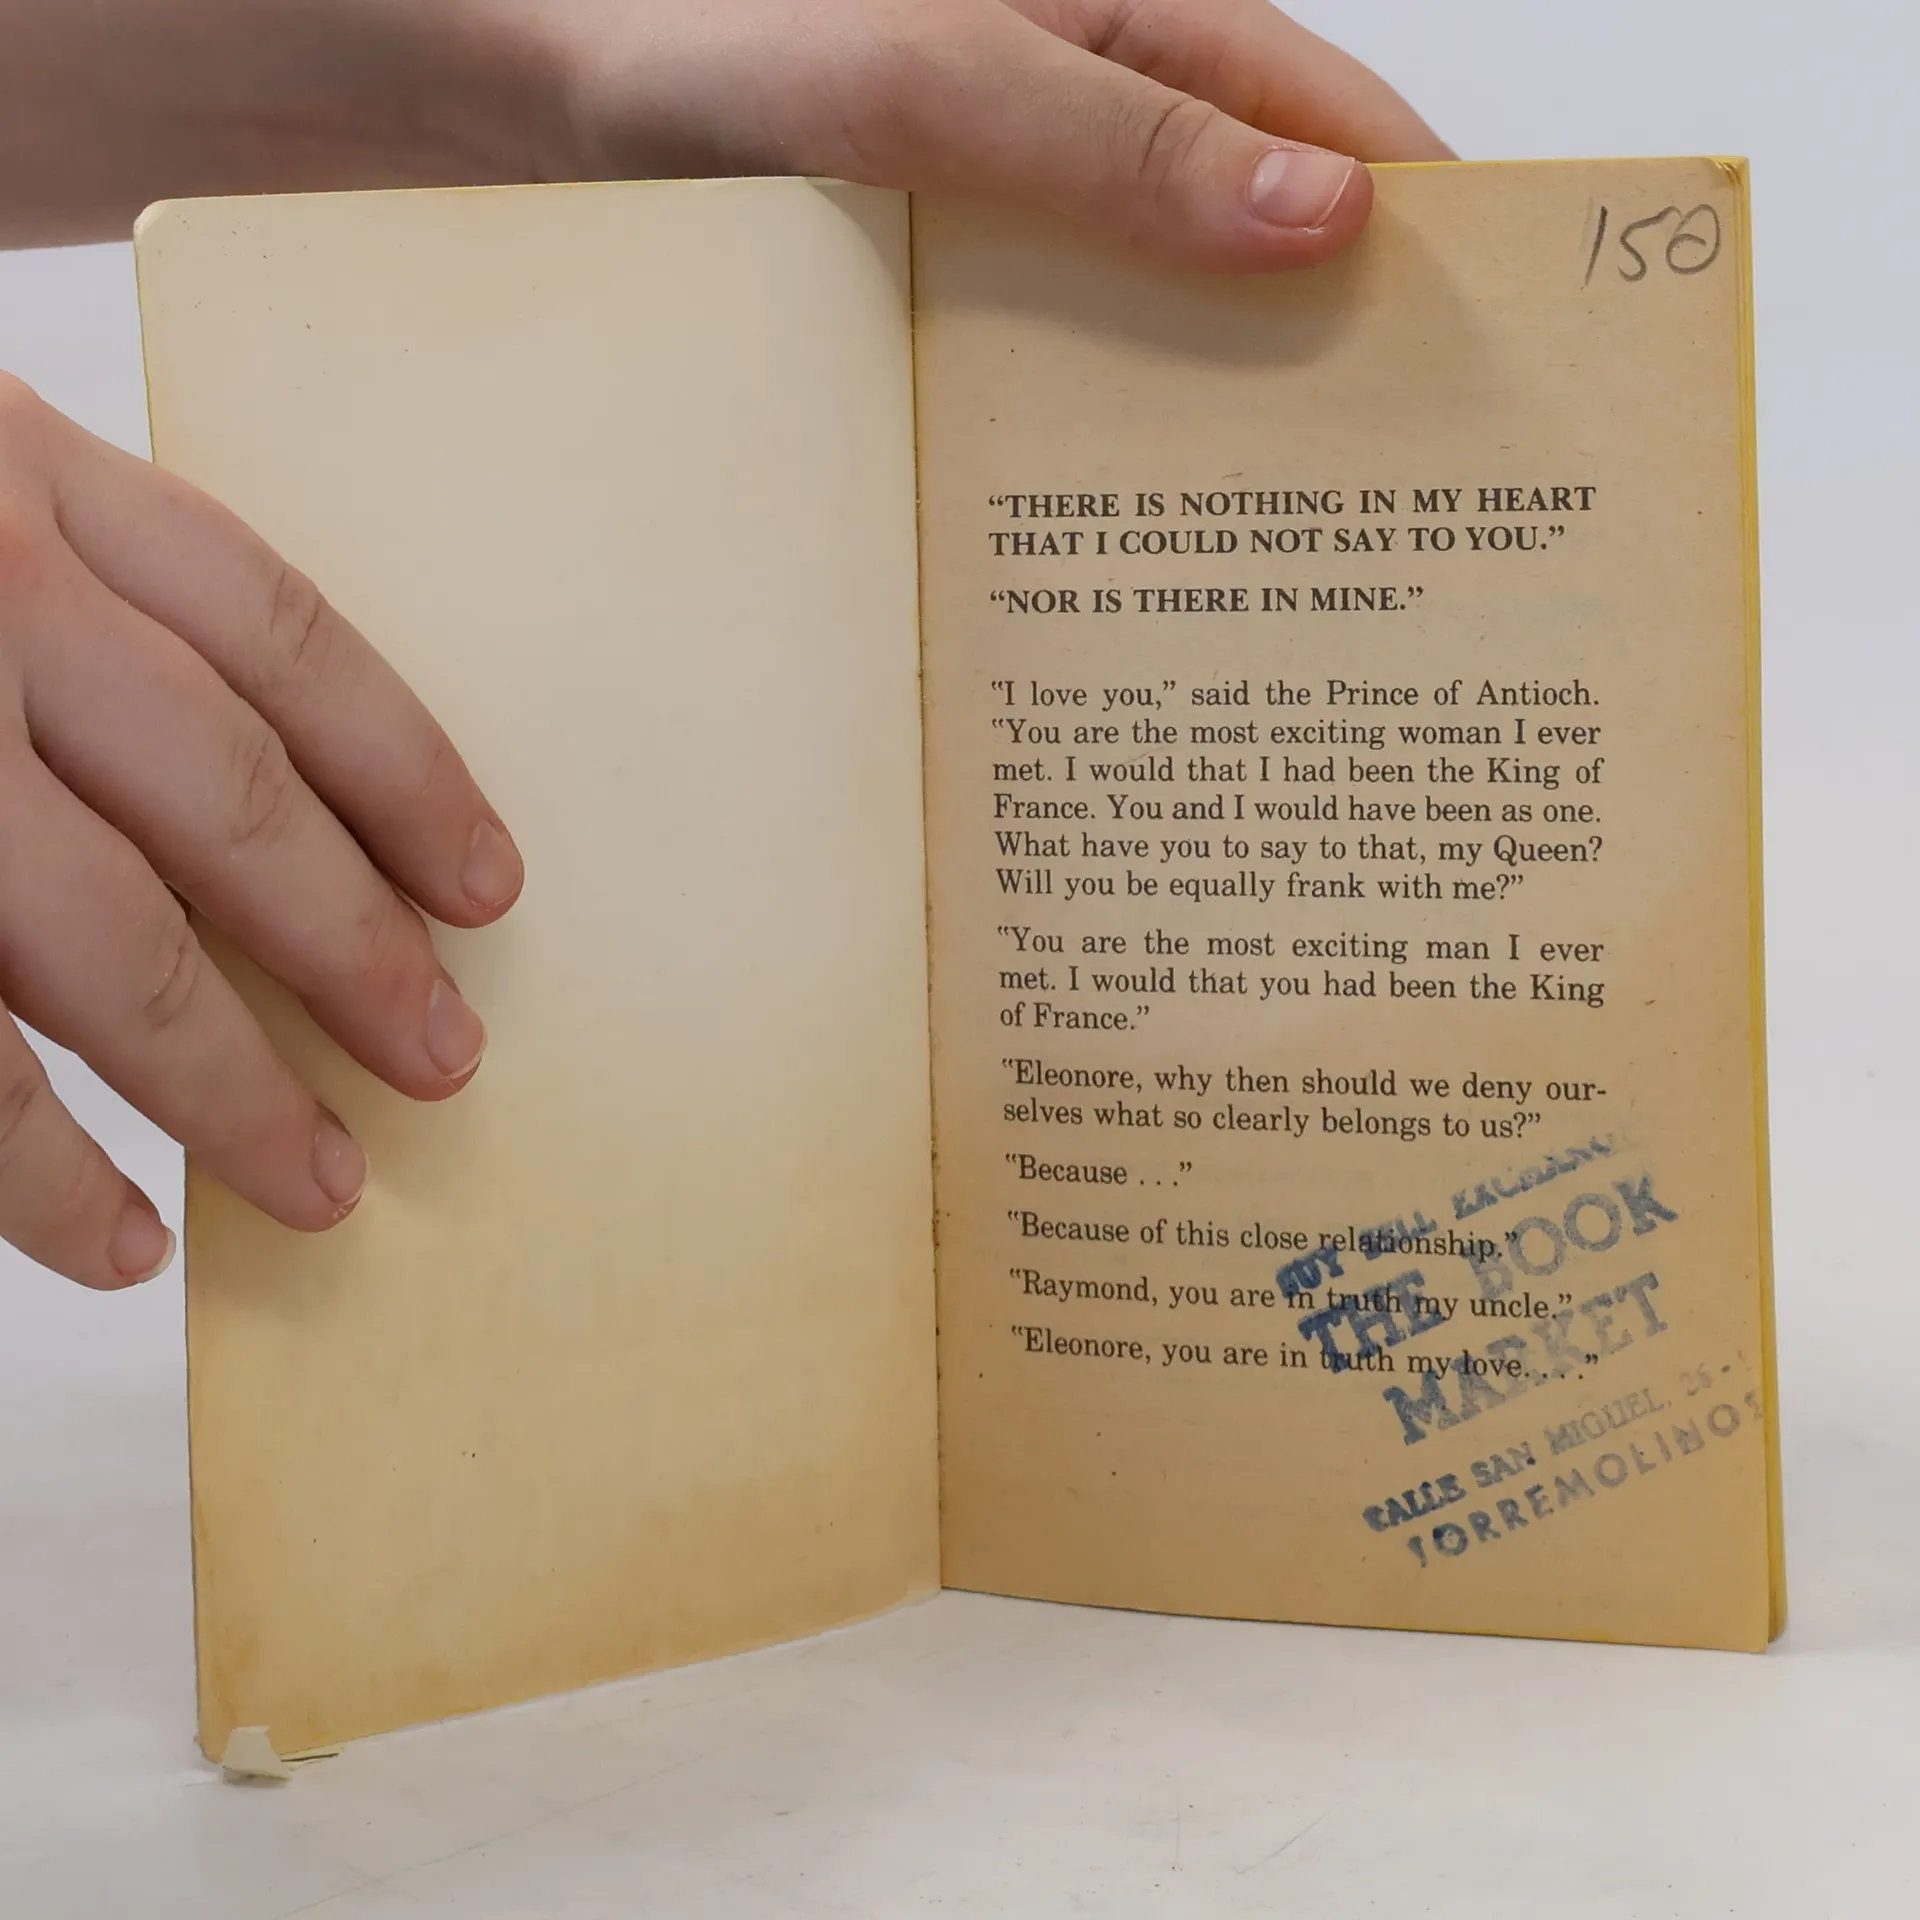 150
“THERE IS NOTHING IN MY HEART
THAT I COULD NOT SAY TO YOU.”
“NOR IS THERE IN MINE.”
“I love you,” said the Prince of Antioch.
“You are the most exciting woman I ever
met. I would that I had been the King of
France. You and I would have been as one.
What have you to say to that, my Queen?
Will you be equally frank with me?”
“You are the most exciting man I ever
met. I would that you had been the King
of France.”
“Eleonore, why then should we deny our-
selves what so clearly belongs to us?”
“Because . . .”
“Because of this close relationship.”
“Raymond, you are in truth my uncle.”
“Eleonore, you are in truth my love. . . .”
BUY SELL EXCHANGE
THE BOOK
MARKET
CALLE SAN MIGUEL, 26 -
TORREMOLINOS